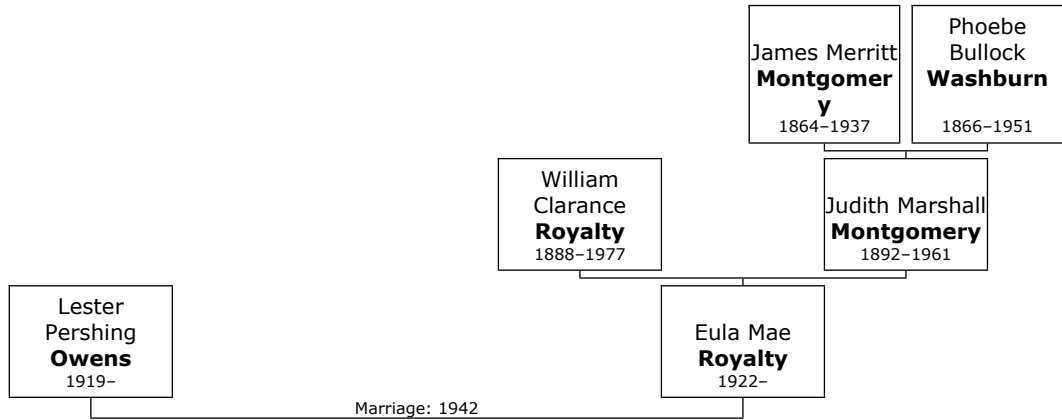 James Merritt
Montgomer
y
1864–1937
Phoebe
Bullock
Washburn
1866–1951
William
Clarance
Royalty
1888–1977
Judith Marshall
Montgomery
1892–1961
Lester
Pershing
Owens
1919–
Eula Mae
Royalty
1922–
Marriage: 1942